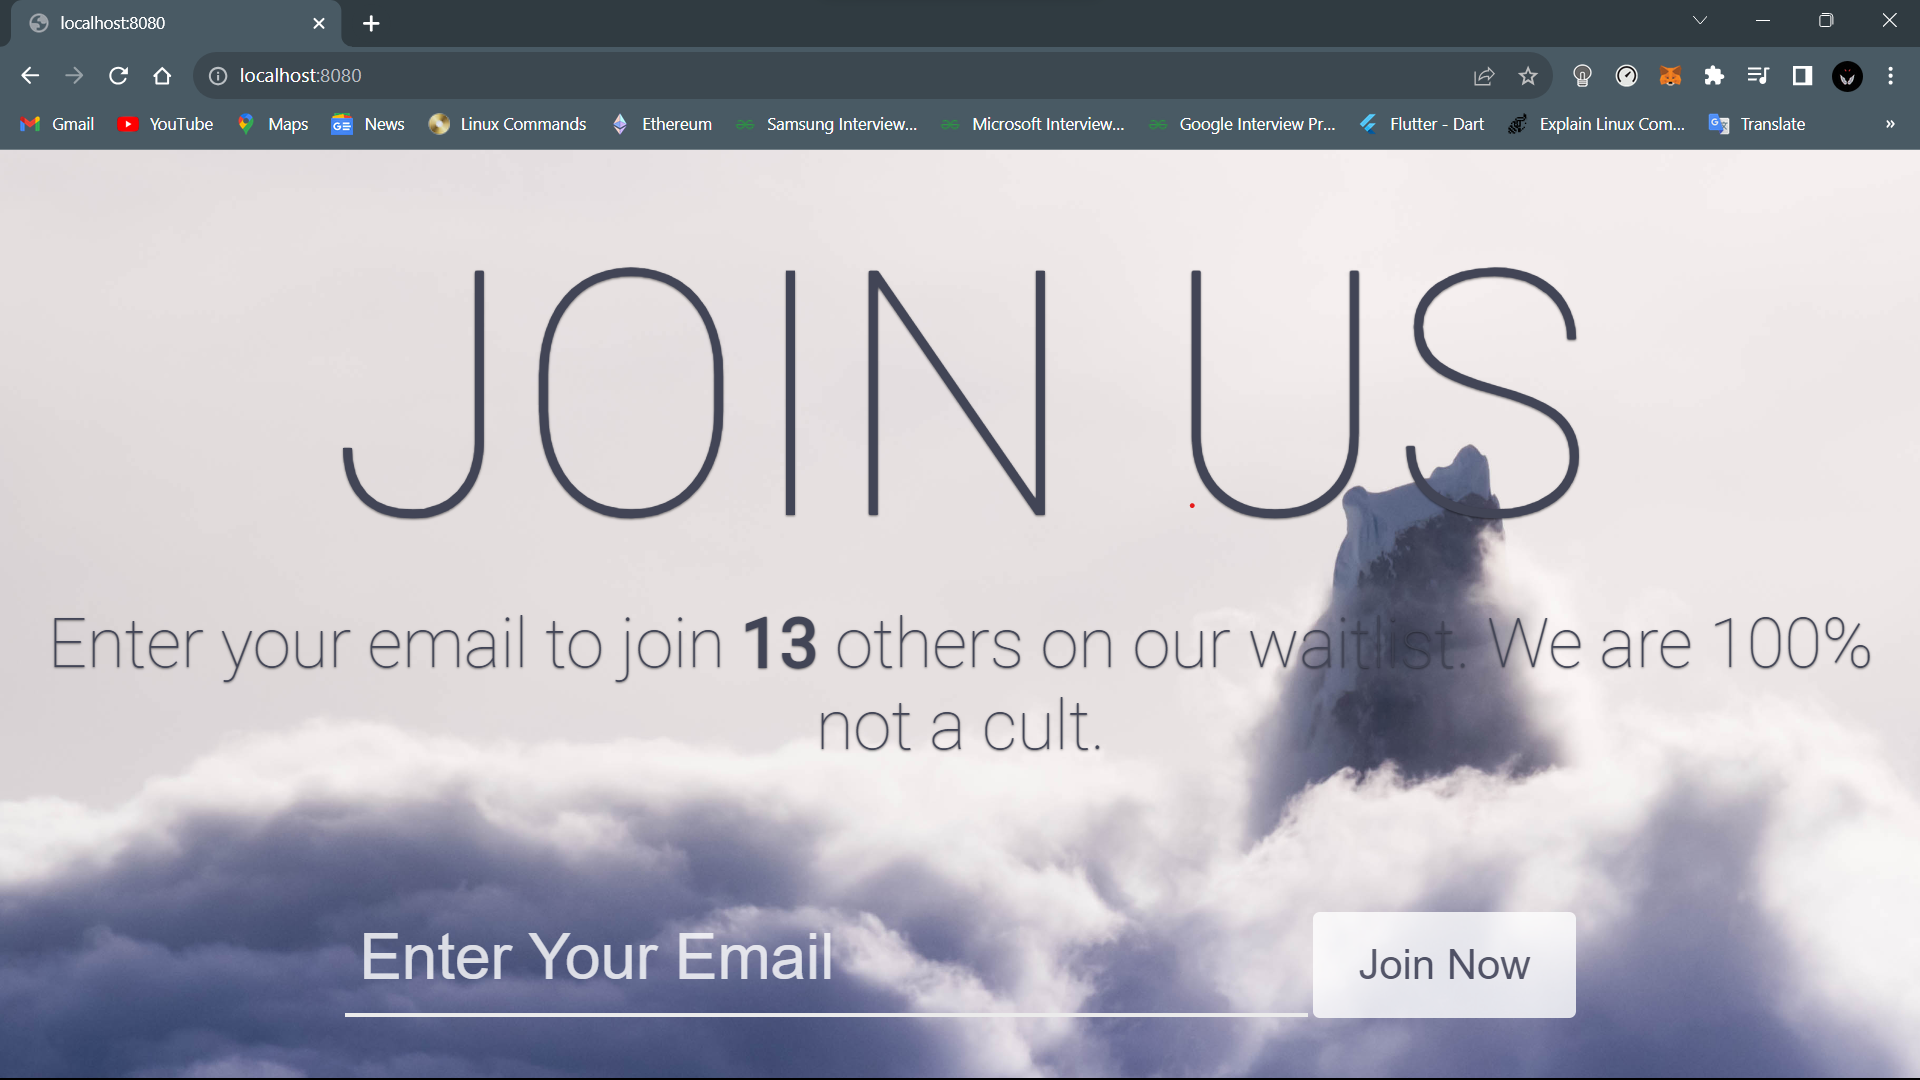 localhost:8080
localhost:8080
Gmail YouTube Maps GE News Linux Commands Ethereum Samsung Interview... Microsoft Interview... Google Interview Pr... Flutter - Dart Explain Linux Com... Translate »
JOIN US
Enter your email to join 13 others on our waitlist. We are 100%
not a cult.
Enter Your Email
Join Now